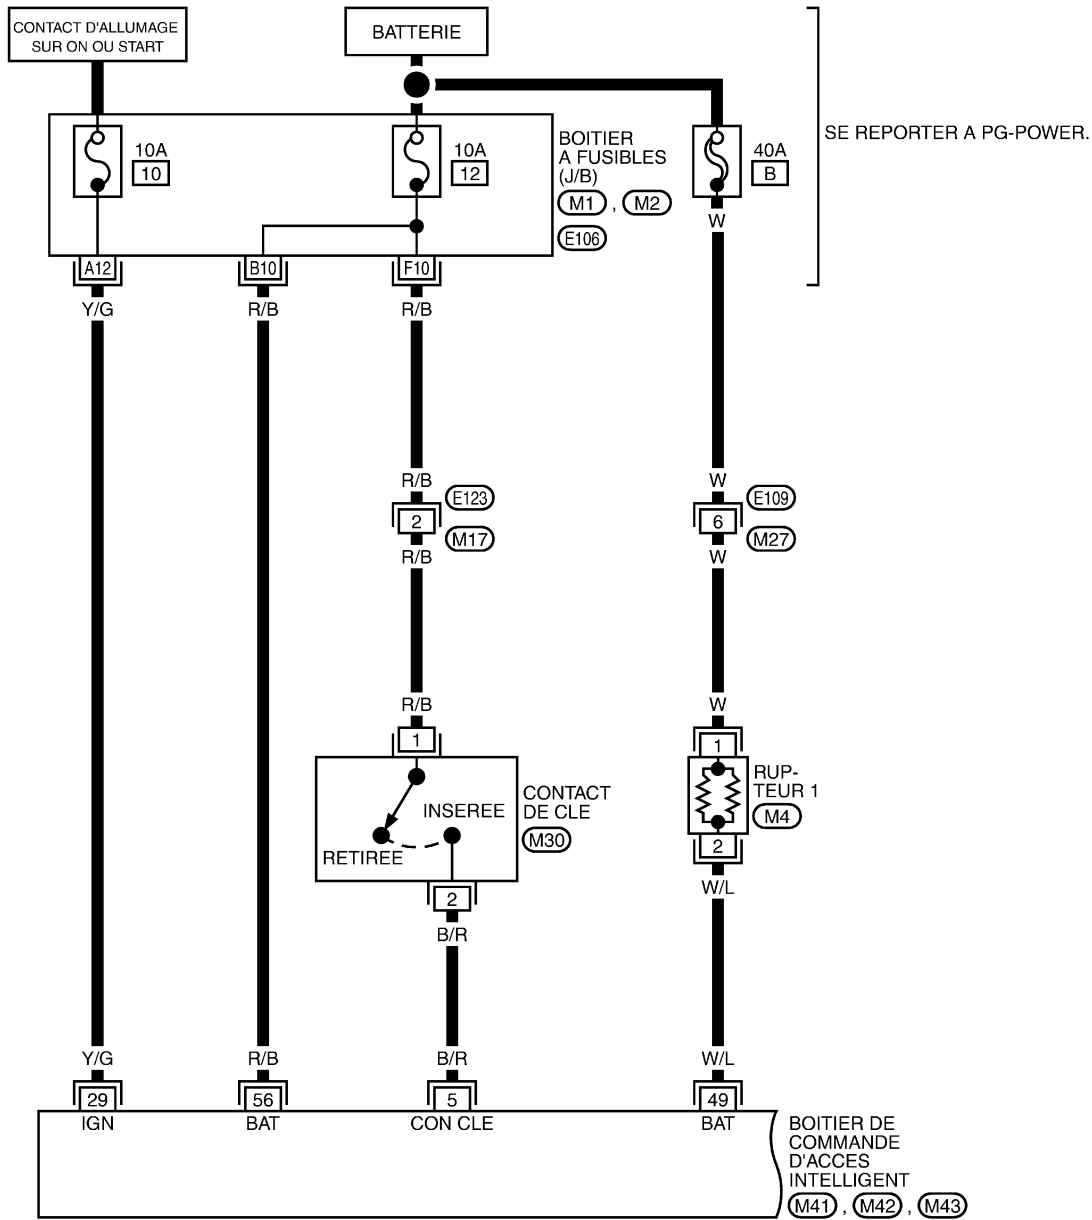 CONTACT D'ALLUMAGE
SUR ON OU START
BATTERIE
SE REPORTER A PG-POWER.
10A
10
10A
12
BOITIER
A FUSIBLES
(J/B)
M1 , M2
E106
40A
B
W
A12
B10
F10
Y/G
R/B
R/B
R/B
W
E123
E109
2
6
M17
M27
R/B
W
R/B
W
1
1
CONTACT
DE CLE
M30
INSEREE
RETIREE
RUP-
TEUR 1
M4
2
2
W/L
B/R
Y/G
R/B
B/R
W/L
29
56
5
49
IGN
BAT
CON CLE
BAT
BOITIER DE
COMMANDE
D'ACCES
INTELLIGENT
M41 , M42 , M43